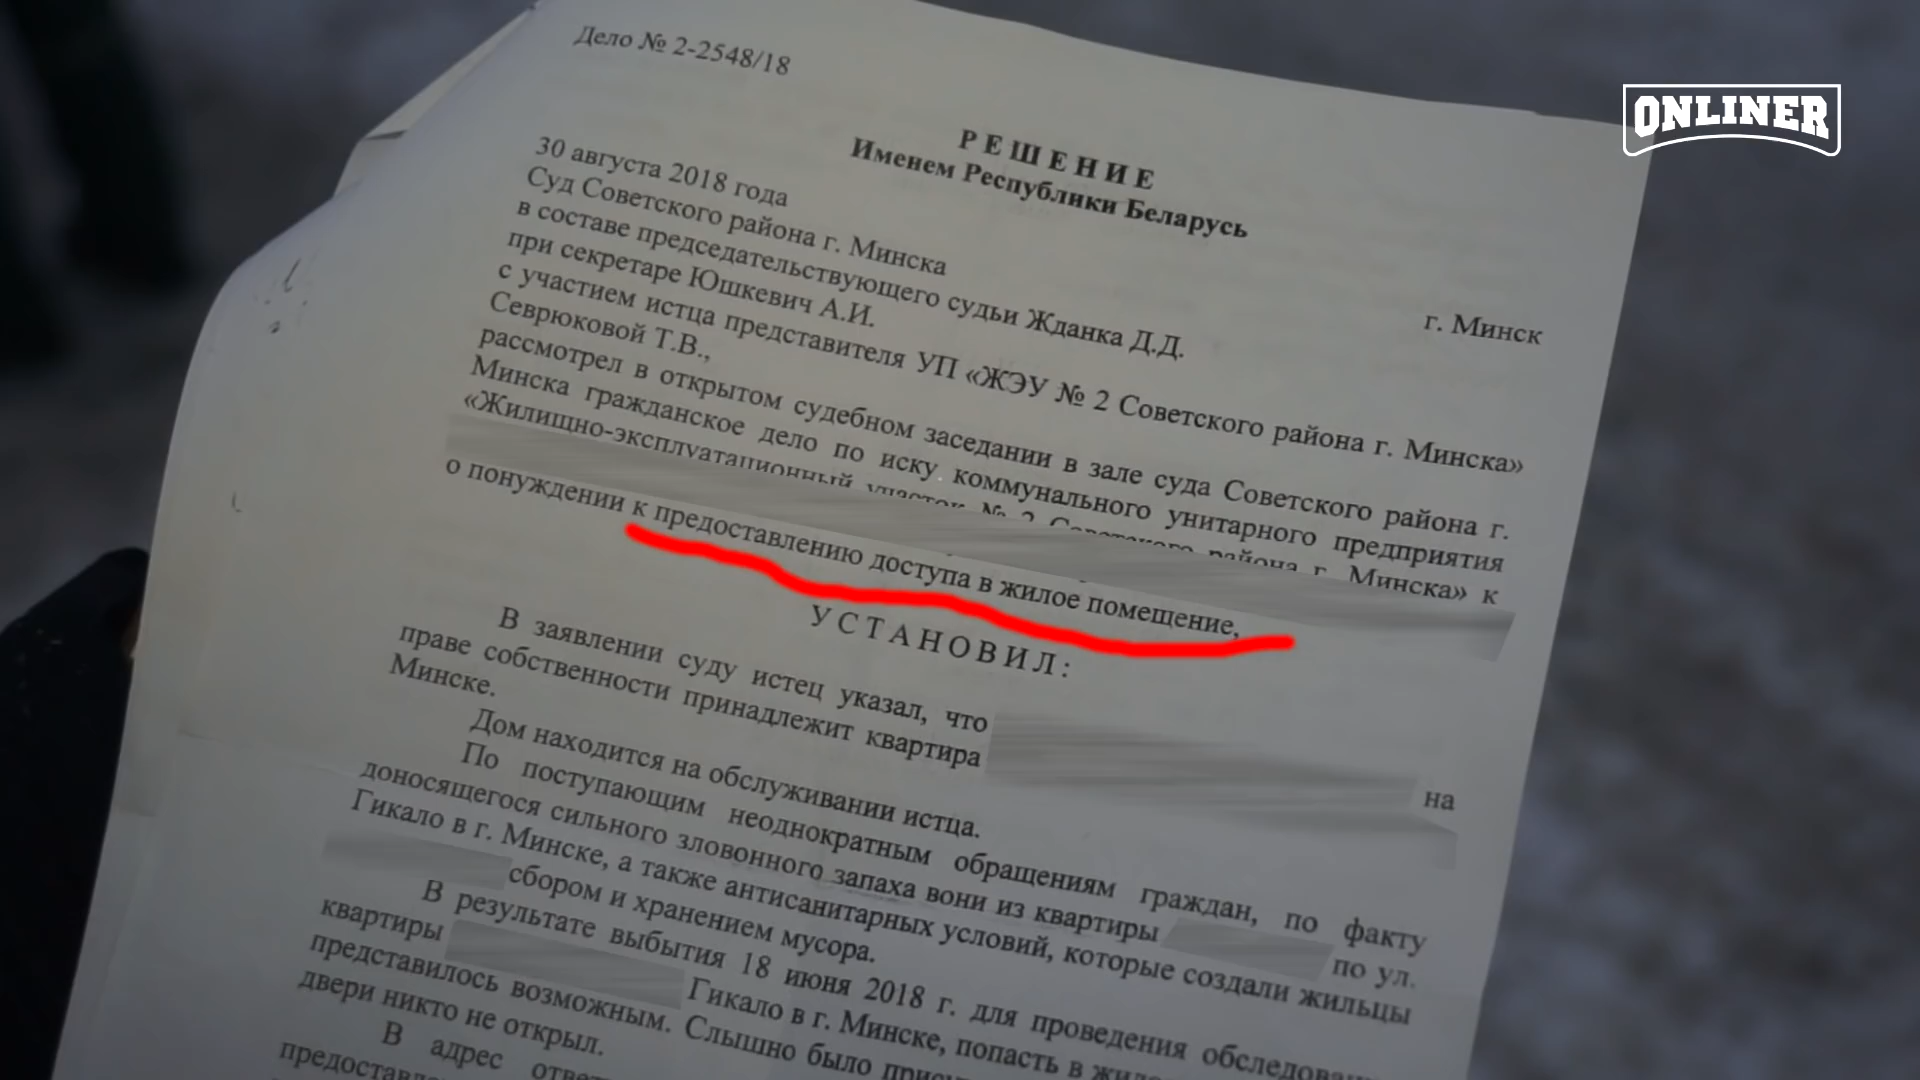 Дело № 2-2548/18
ONLINER
РЕШЕНИЕ
Именем Республики Беларусь
30 августа 2018 года
г. Минск
Суд Советского района г. Минска
в составе председательствующего судьи Жданка Д.Д.
при секретаре Юшкевич А.И.
с участием истца представителя УП «ЖЭУ № 2 Советского района г. Минска»
Севрюковой Т.В.,
рассмотрел в открытом судебном заседании в зале суда Советского района г.
Минска гражданское дело по иску коммунального унитарного предприятия
«Жилищно-эксплуатационный участок № 2 Советского района г. Минска» к
о понуждении к предоставлению доступа в жилое помещение,
УСТАНОВИЛ:
В заявлении суду истец указал, что
праве собственности принадлежит квартира на
Минске.
Дом находится на обслуживании истца.
По поступающим неоднократным обращениям граждан, по факту
доносящегося сильного зловонного запаха вони из квартиры по ул.
Гикало в г. Минске, а также антисанитарных условий, которые создали жильцы
сбором и хранением мусора.
В результате выбытия 18 июня 2018 г. для проведения
квартиры Гикало в г. Минске, попасть в
представилось возможным. Слышно было
двери никто не открыл.
В адрес